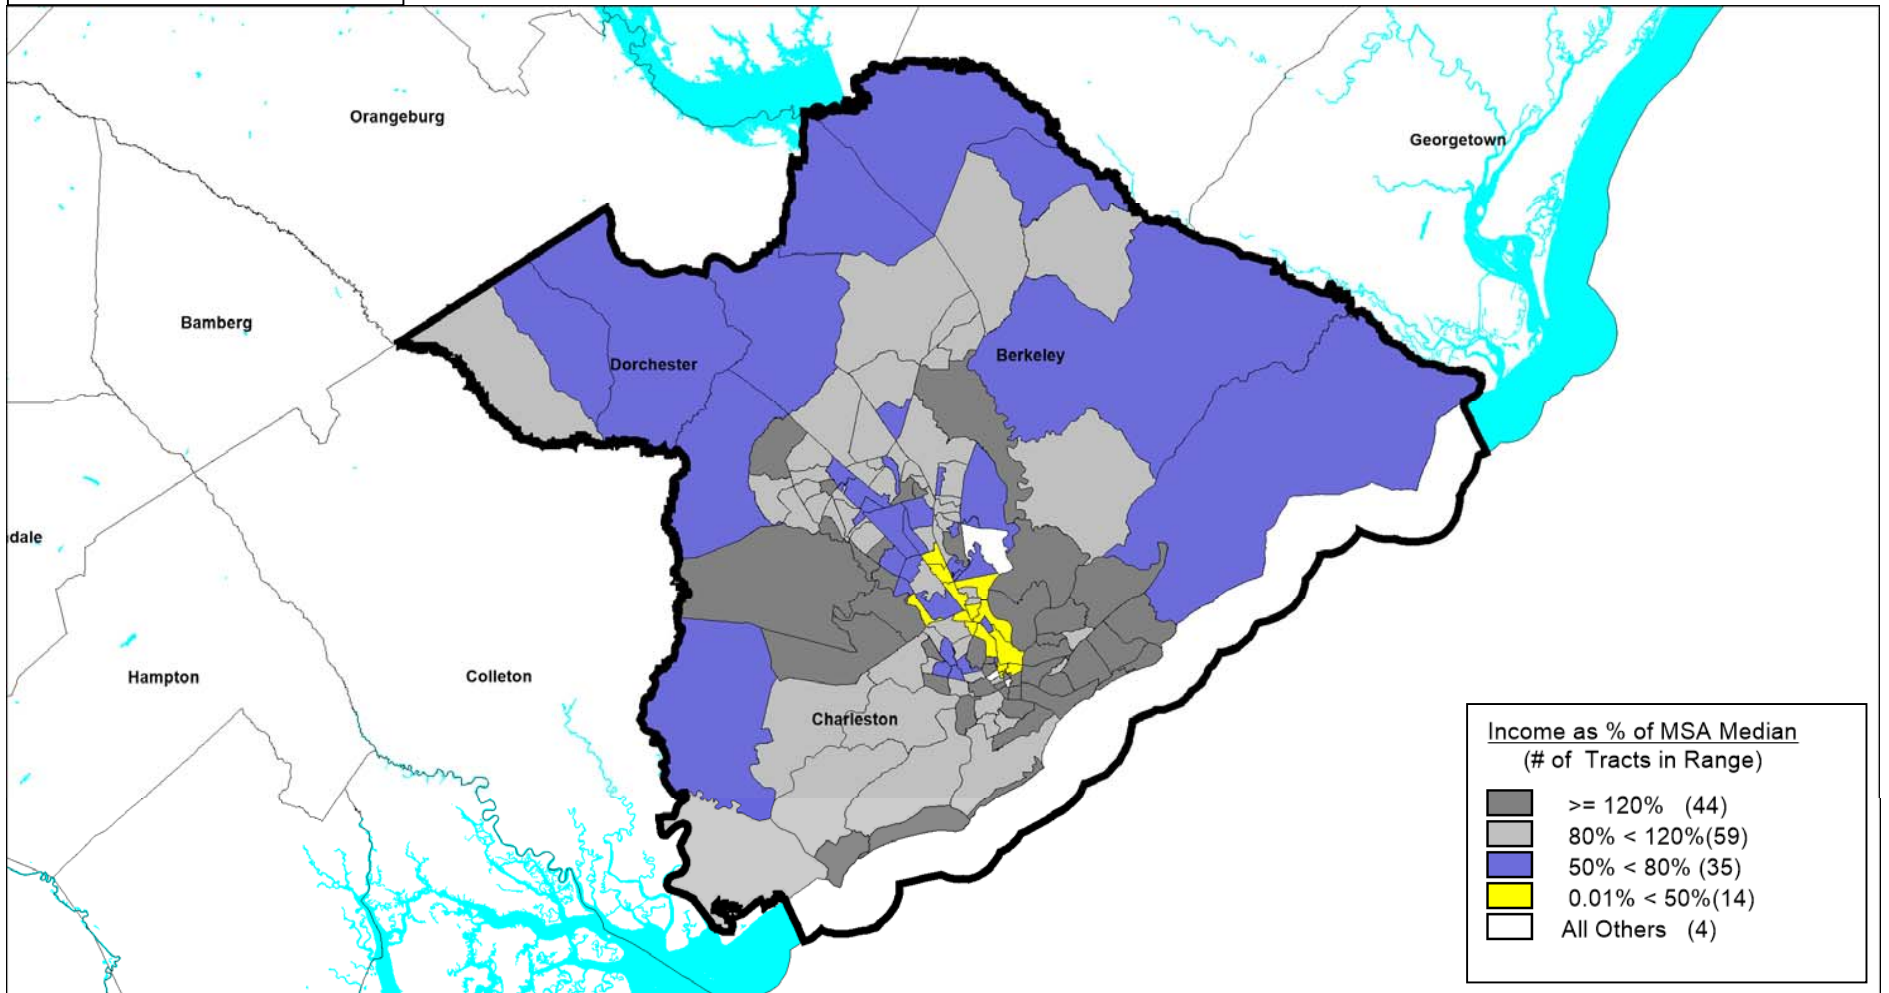 Orangeburg
Georgetown
Bamberg
Berkeley
Dorchester
dale
Hampton
Colleton
Charleston
Income as % of MSA Median
(# of Tracts in Range)
>= 120% (44)
80% < 120%(59)
50% < 80% (35)
0.01% < 50%(14)
All Others (4)